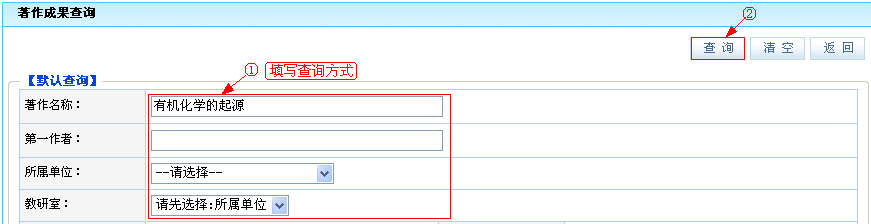 著作成果查询
②
查 询 清 空 返 回
① 填写查询方式
【默认查询】
著作名称： 有机化学的起源
第一作者：
所属单位： --请选择--
教研室： 请先选择:所属单位